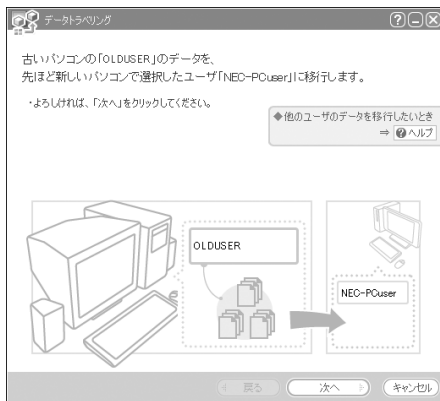 データトラベリング
古いパソコンの「OLDUSER」のデータを、
先ほど新しいパソコンで選択したユーザ「NEC-PCuser」に移行します。
・よろしければ、「次へ」をクリックしてください。
◆他のユーザのデータを移行したいとき
⇒ ?ヘルプ
OLDUSER
NEC-PCuser
戻る 次へ キャンセル